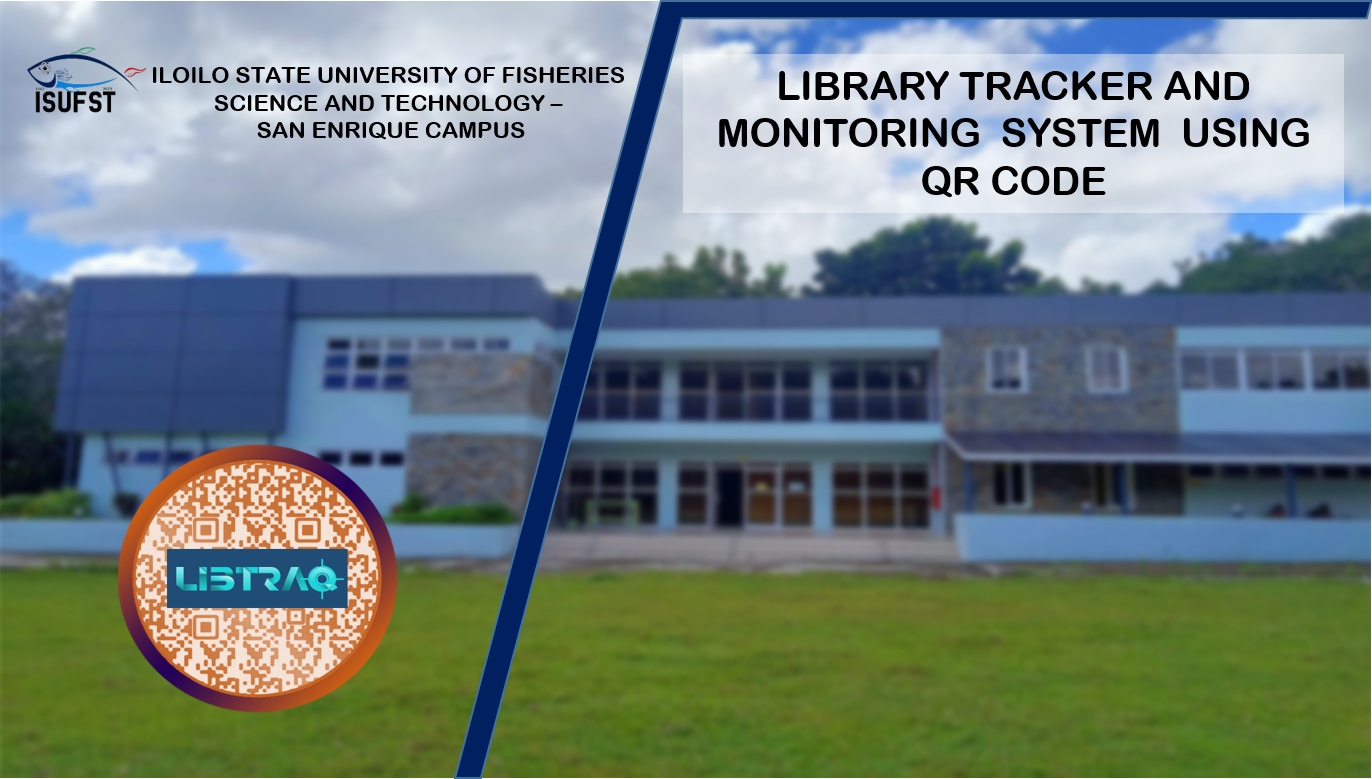 ISUFST
ILOILO STATE UNIVERSITY OF FISHERIES
SCIENCE AND TECHNOLOGY –
SAN ENRIQUE CAMPUS
LIBRARY TRACKER AND
MONITORING SYSTEM USING
QR CODE
LIBTRAQ